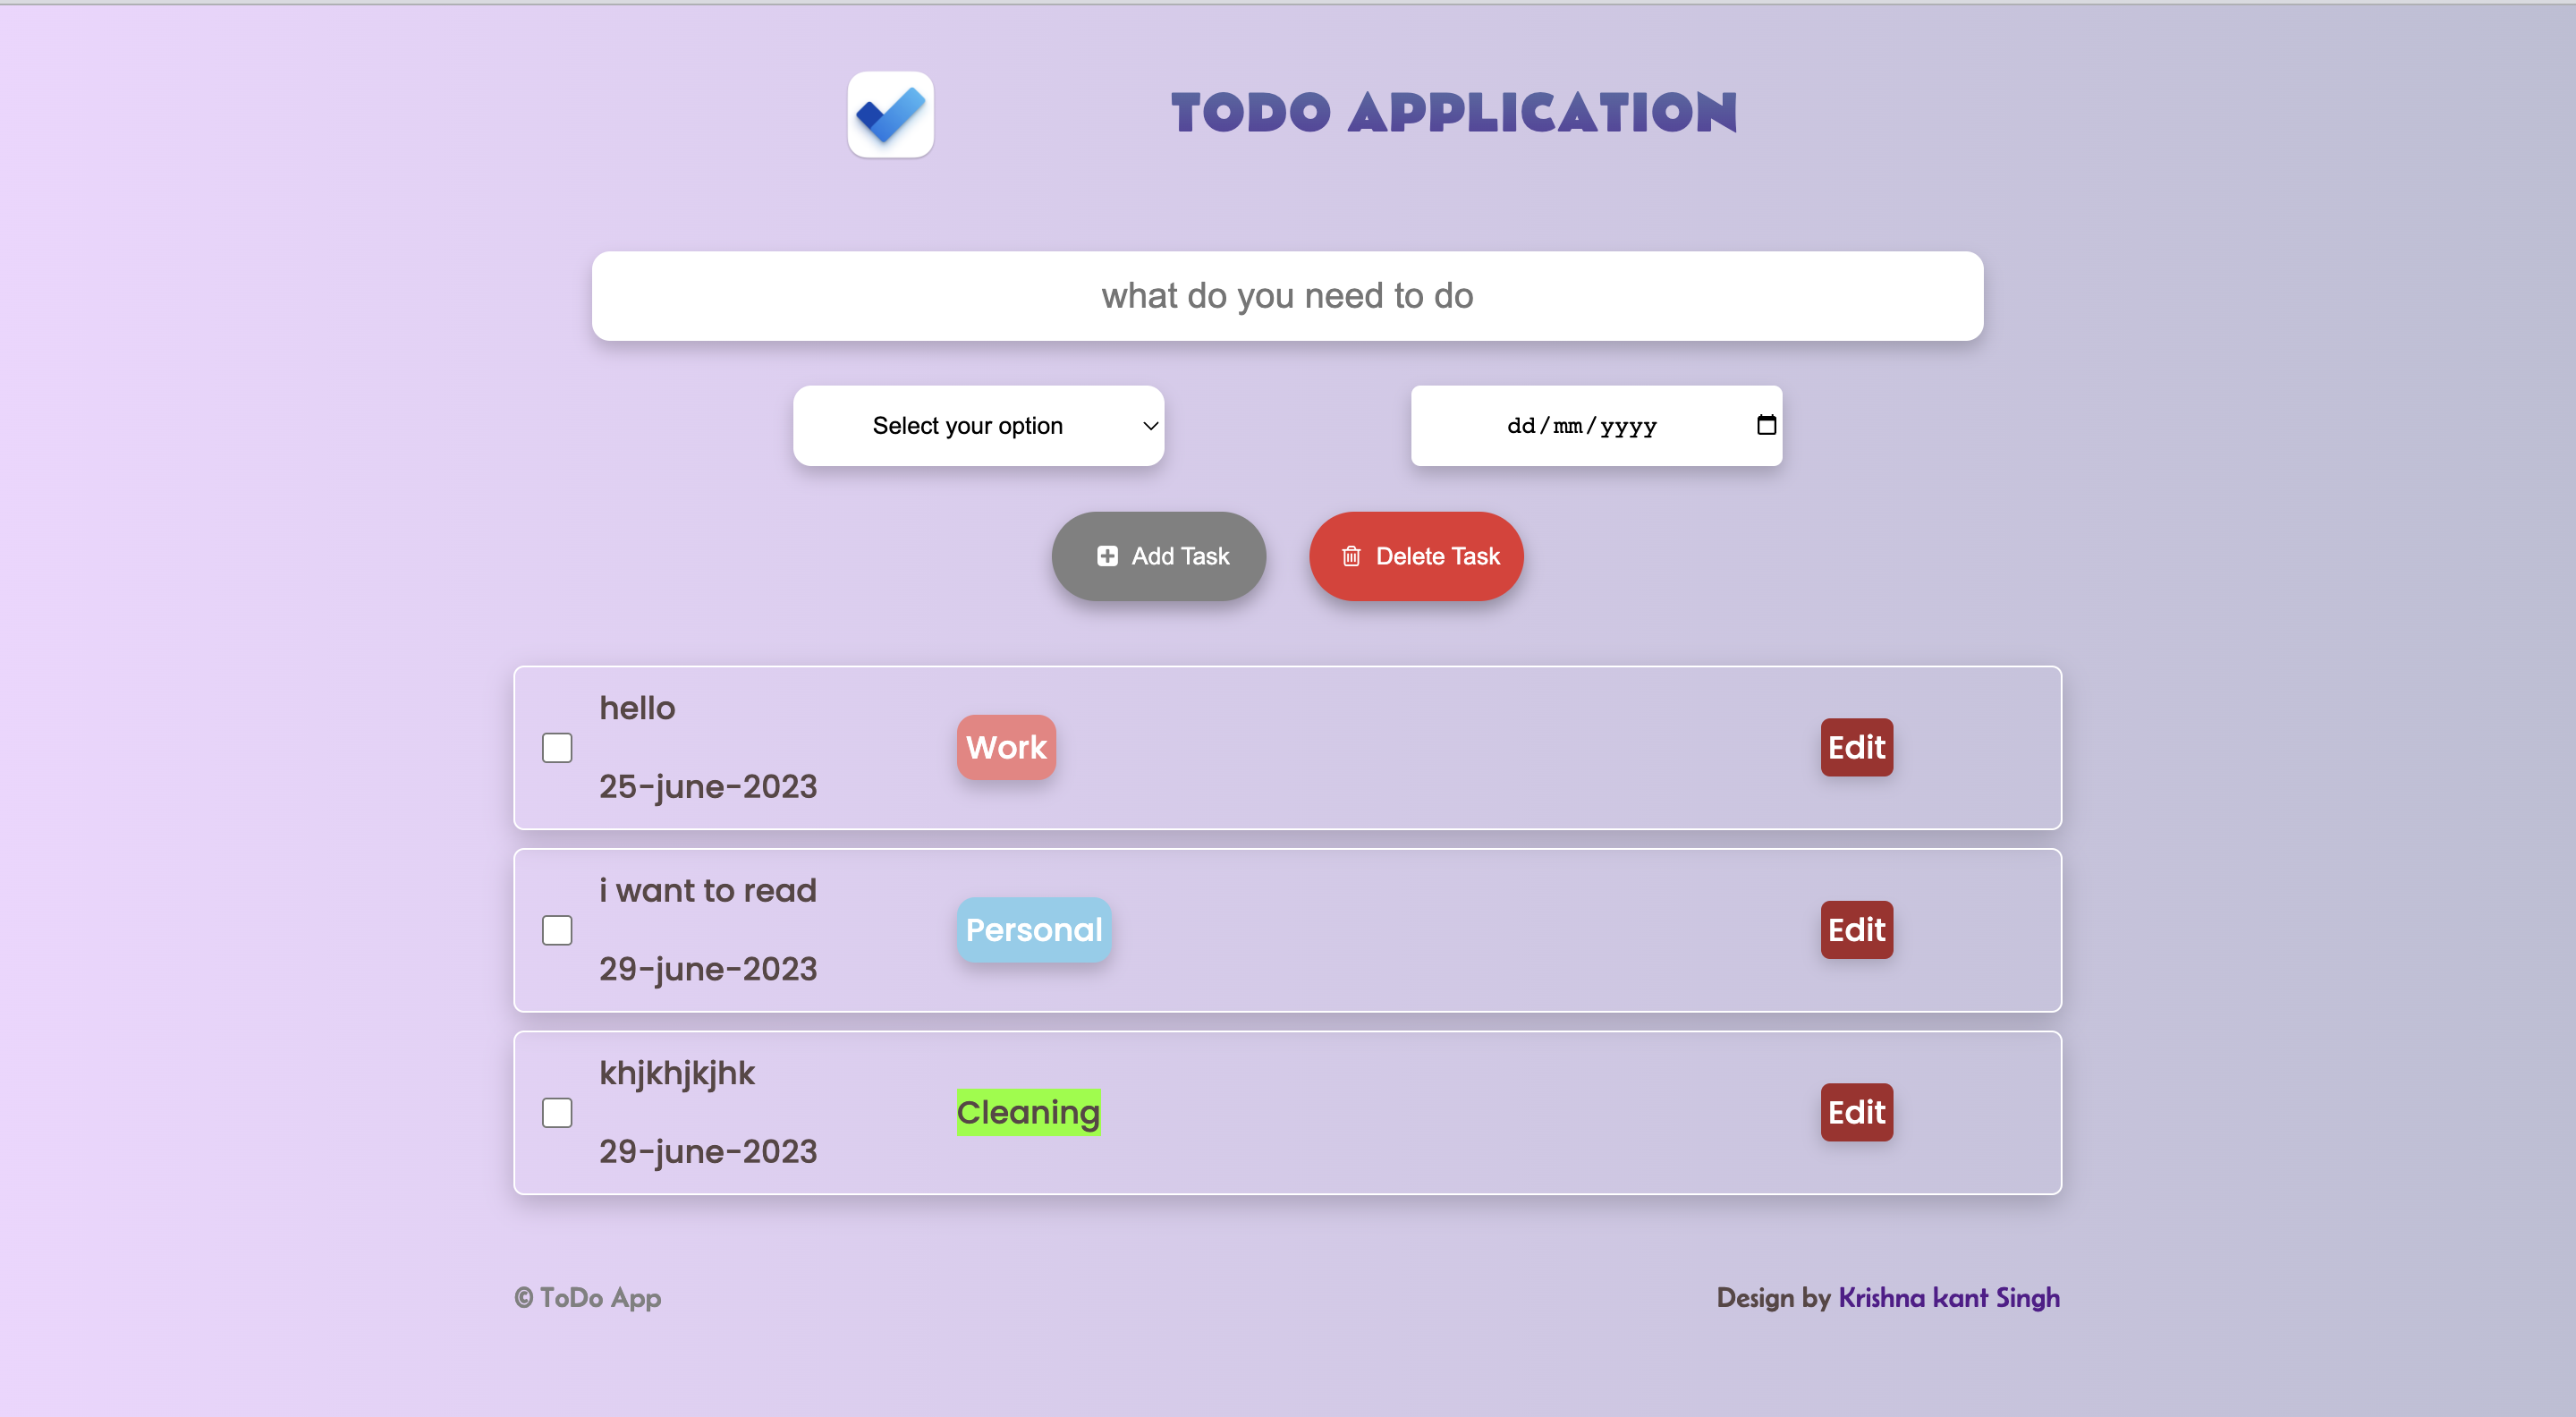 TODO APPLICATION
what do you need to do
Select your option
dd/mm/yyyy
Add Task
Delete Task
hello
25-june-2023
Work
Edit
i want to read
29-june-2023
Personal
Edit
khjkhjkjhk
29-june-2023
Cleaning
Edit
© ToDo App
Design by Krishna kant Singh